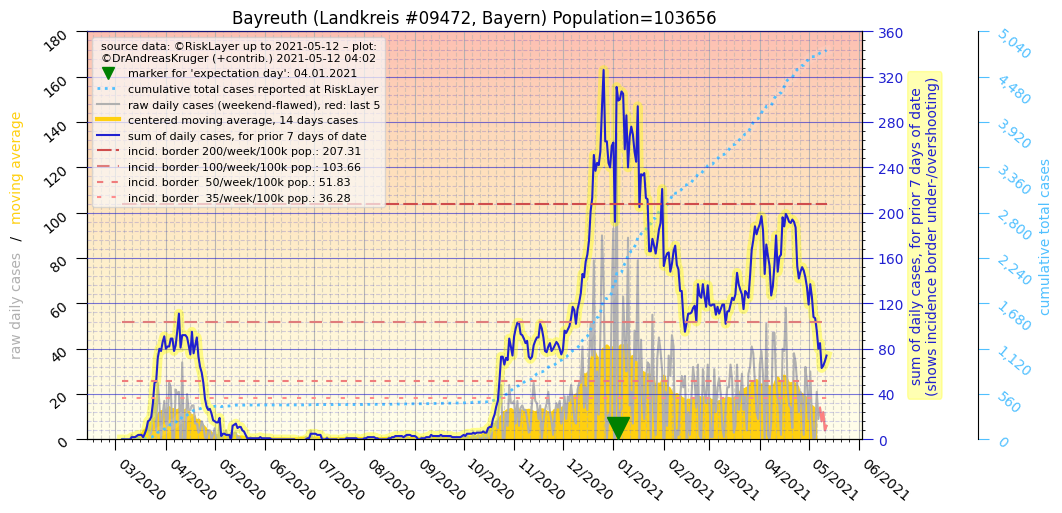 Bayreuth (Landkreis #09472, Bayern) Population=103656
source data: ©RiskLayer up to 2021-05-12 – plot:
©DrAndreasKruger (+contrib.) 2021-05-12 04:02
marker for 'expectation day': 04.01.2021
cumulative total cases reported at RiskLayer
raw daily cases (weekend-flawed), red: last 5
centered moving average, 14 days cases
sum of daily cases, for prior 7 days of date
incid. border 200/week/100k pop.: 207.31
incid. border 100/week/100k pop.: 103.66
incid. border  50/week/100k pop.: 51.83
incid. border  35/week/100k pop.: 36.28
raw daily cases / moving average
180
160
140
120
100
80
60
40
20
0
03/2020
04/2020
05/2020
06/2020
07/2020
08/2020
09/2020
10/2020
11/2020
12/2020
01/2021
02/2021
03/2021
04/2021
05/2021
06/2021
360
320
280
240
200
160
120
80
40
0
sum of daily cases, for prior 7 days of date
(shows incidence border under-/overshooting)
5,040
4,480
3,920
3,360
2,800
2,240
1,680
1,120
560
0
cumulative total cases